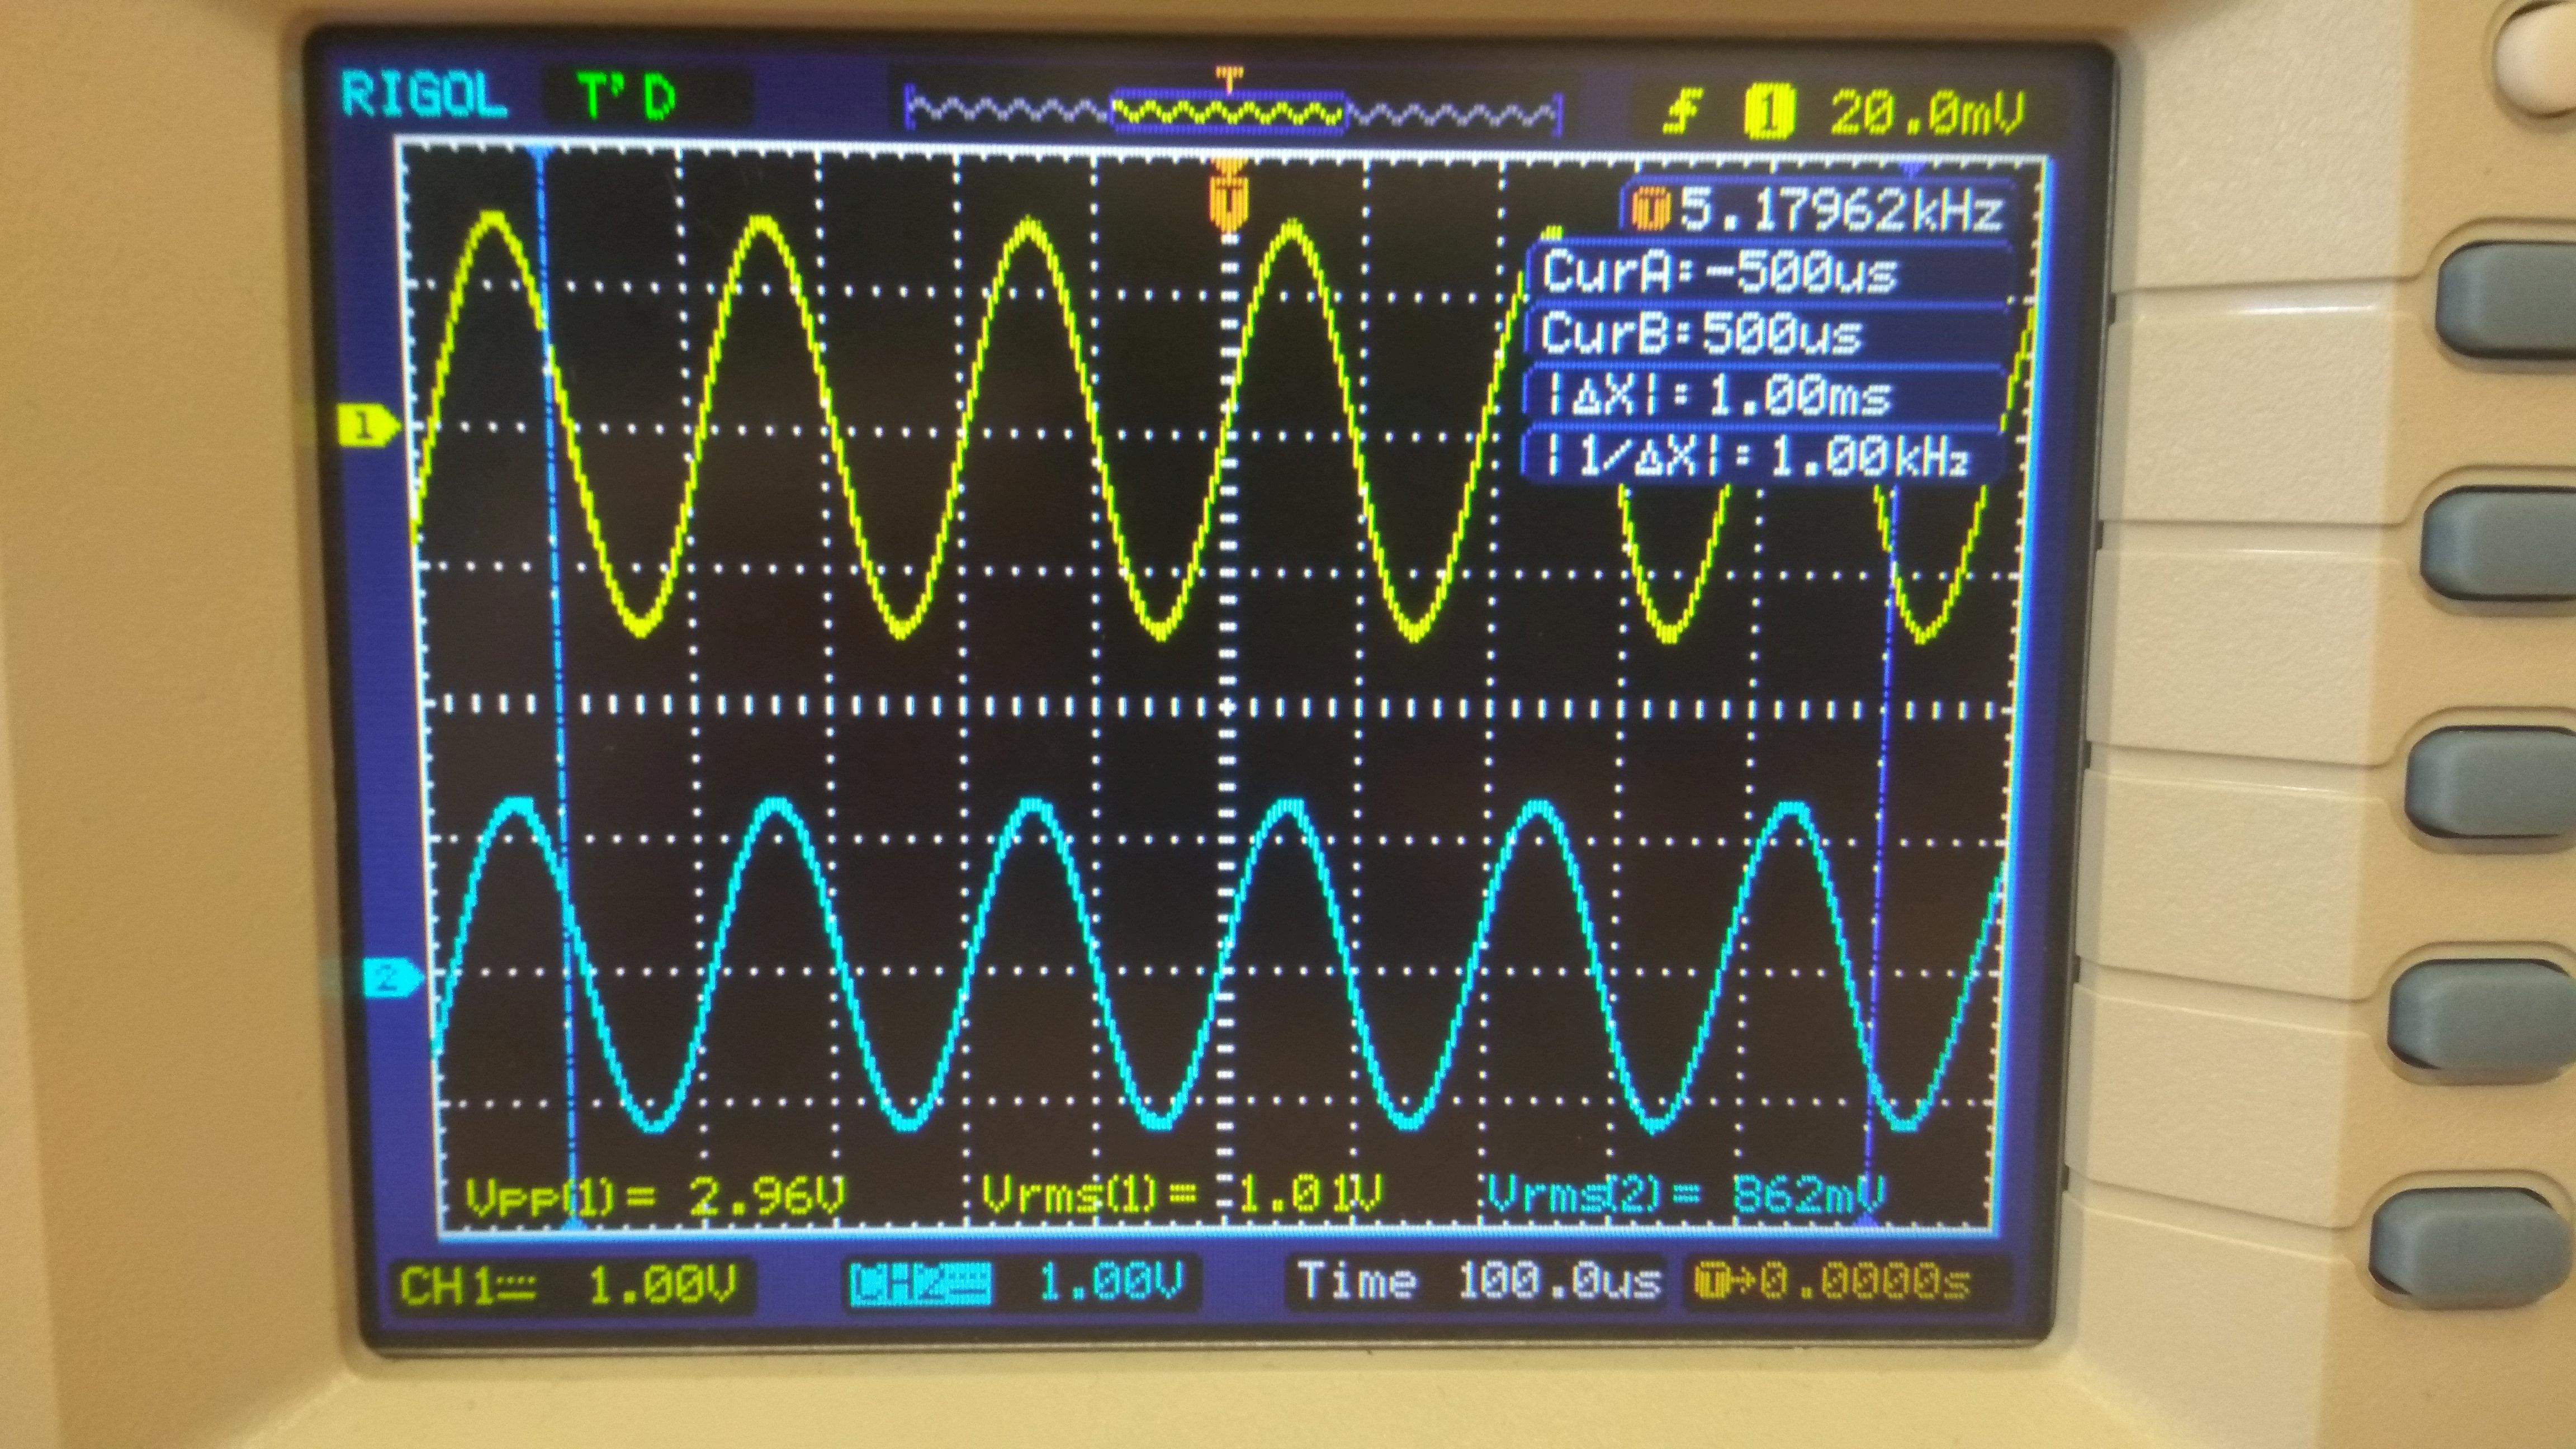 RIGOL T'D T 1 20.0mV
T
T 5.17962kHz
CurA:-500us
CurB:500us
|ΔX|:1.00ms
|1/ΔX|:1.00kHz
1
2
Vpp(1)= 2.96V Vrms(1)= 1.01V Vrms(2)= 862mV
CH1 1.00V CH2 1.00V Time 100.0us T→0.0000s